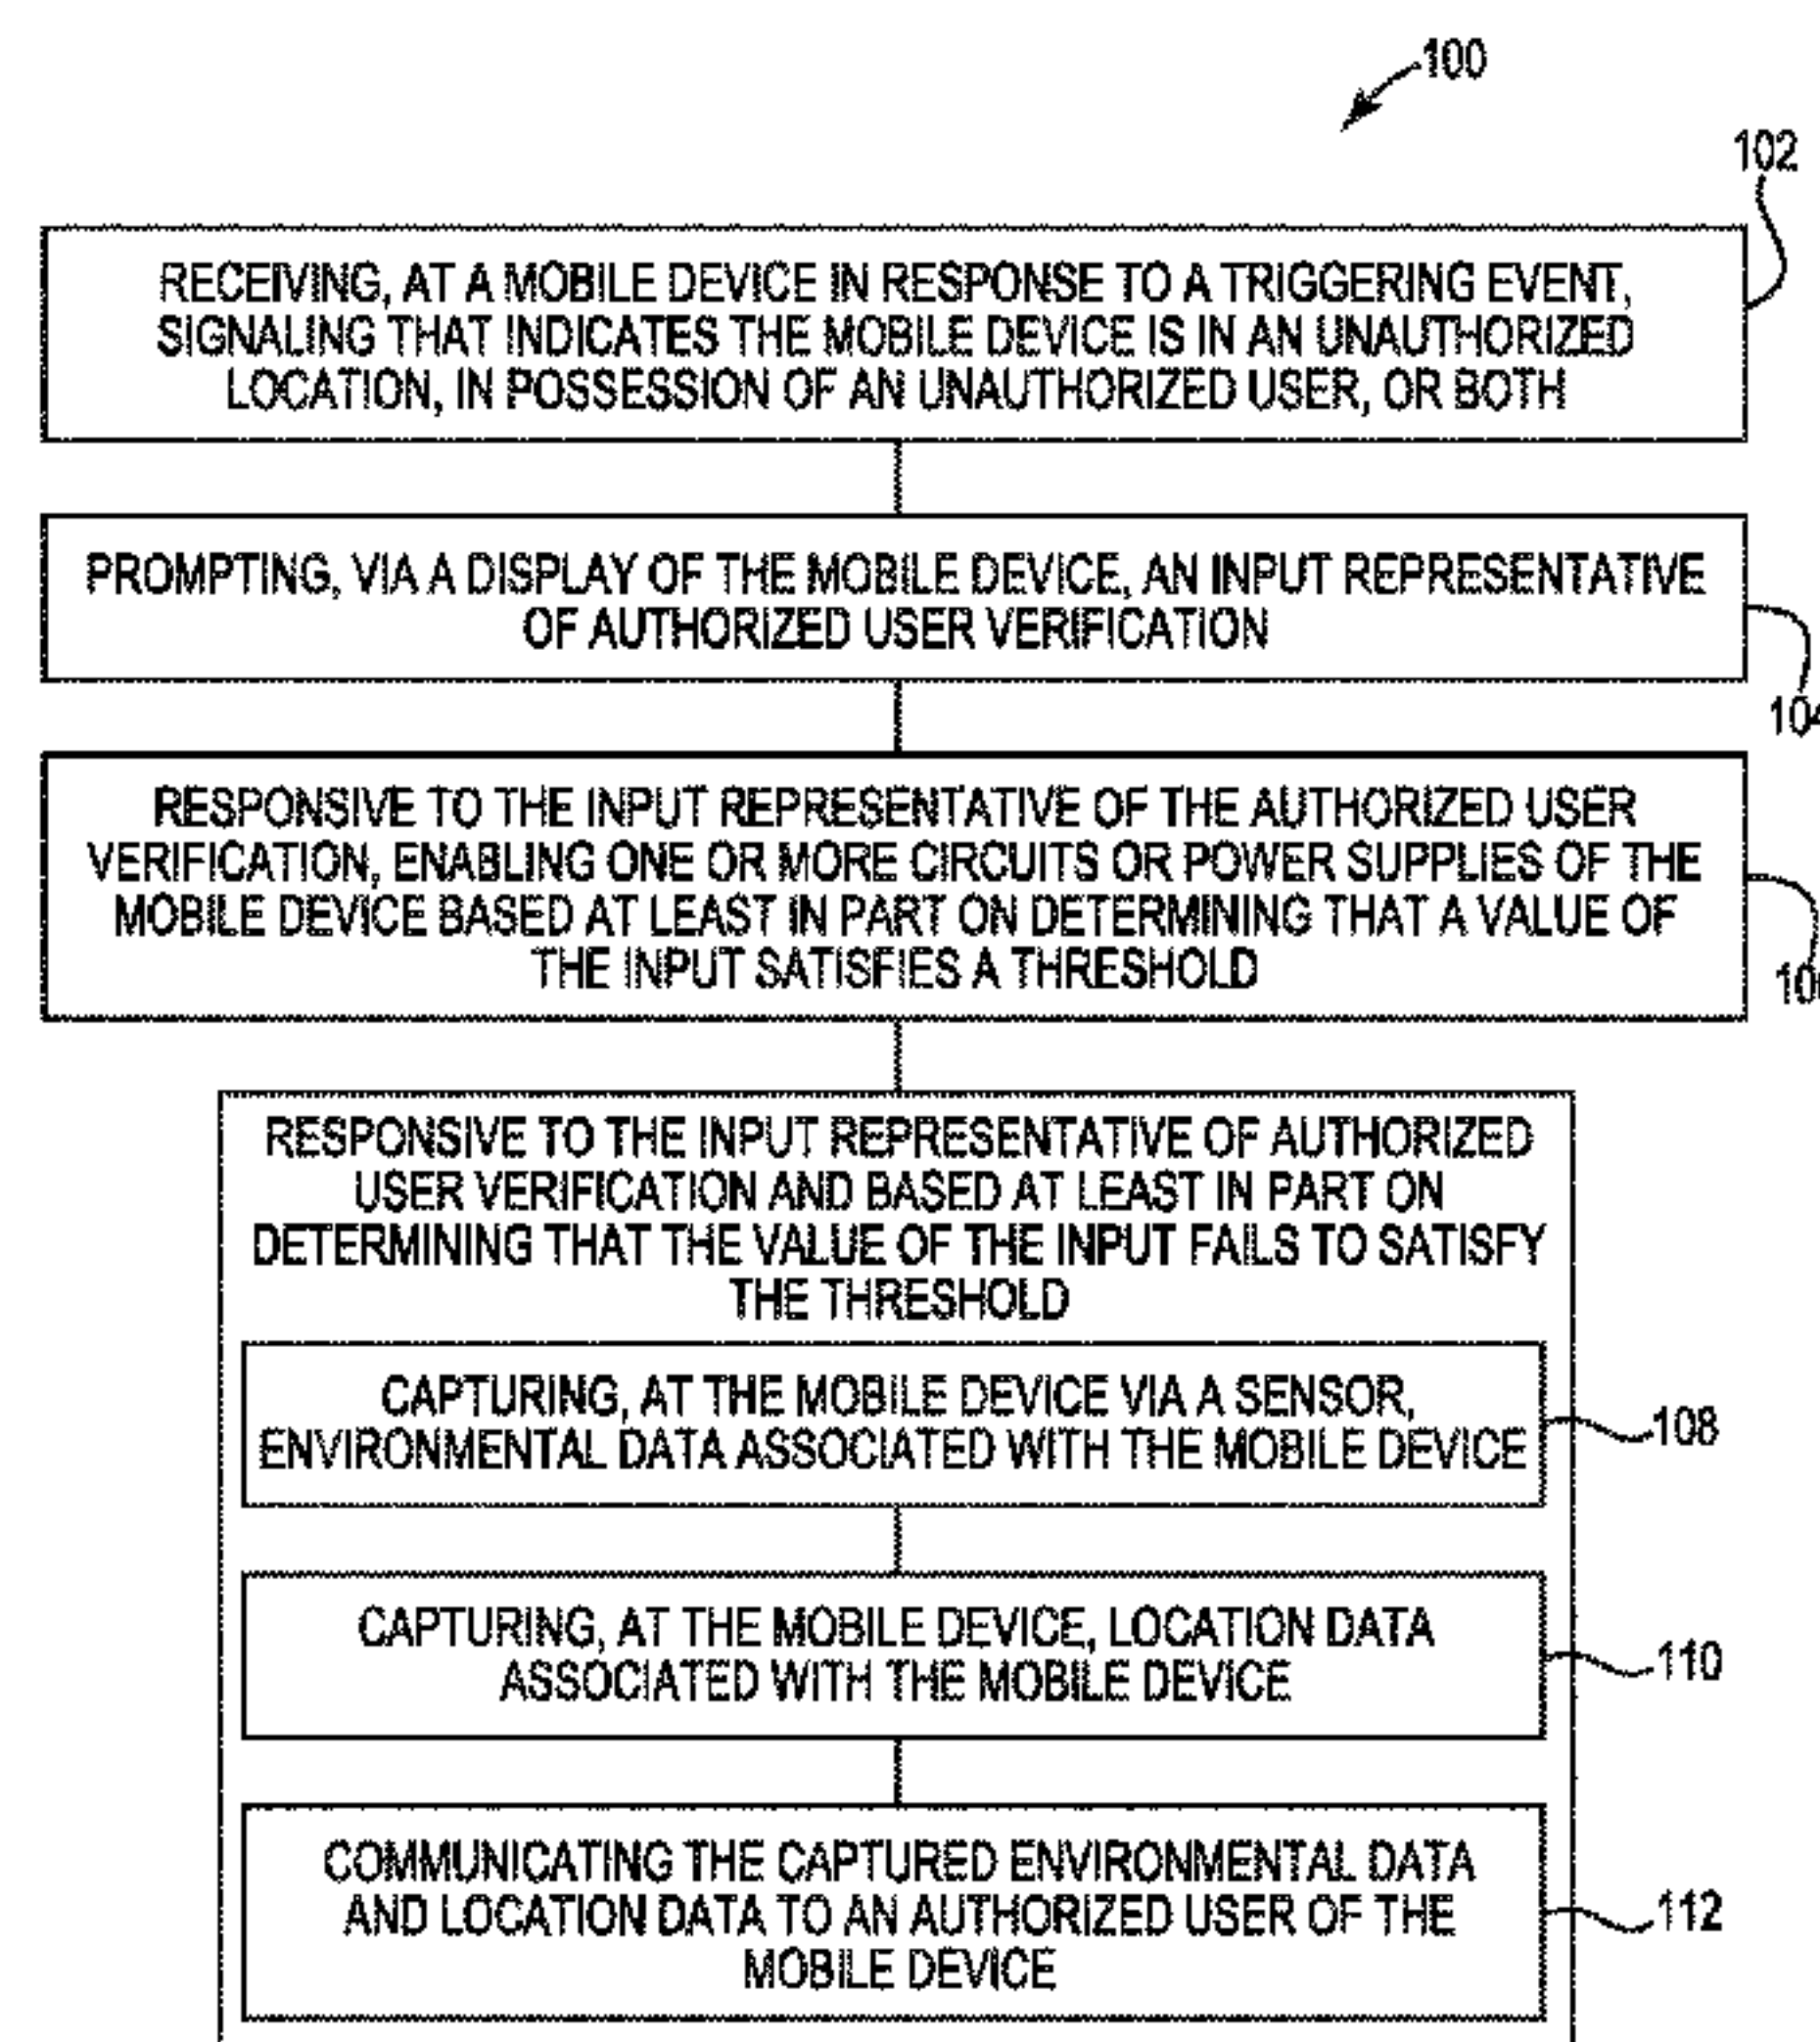 100
102
RECEIVING, AT A MOBILE DEVICE IN RESPONSE TO A TRIGGERING EVENT,
SIGNALING THAT INDICATES THE MOBILE DEVICE IS IN AN UNAUTHORIZED
LOCATION, IN POSSESSION OF AN UNAUTHORIZED USER, OR BOTH
PROMPTING, VIA A DISPLAY OF THE MOBILE DEVICE, AN INPUT REPRESENTATIVE
OF AUTHORIZED USER VERIFICATION
104
RESPONSIVE TO THE INPUT REPRESENTATIVE OF THE AUTHORIZED USER
VERIFICATION, ENABLING ONE OR MORE CIRCUITS OR POWER SUPPLIES OF THE
MOBILE DEVICE BASED AT LEAST IN PART ON DETERMINING THAT A VALUE OF
THE INPUT SATISFIES A THRESHOLD
RESPONSIVE TO THE INPUT REPRESENTATIVE OF AUTHORIZED
USER VERIFICATION AND BASED AT LEAST IN PART ON
DETERMINING THAT THE VALUE OF THE INPUT FAILS TO SATISFY
THE THRESHOLD
CAPTURING, AT THE MOBILE DEVICE VIA A SENSOR,
ENVIRONMENTAL DATA ASSOCIATED WITH THE MOBILE DEVICE
108
CAPTURING, AT THE MOBILE DEVICE, LOCATION DATA
ASSOCIATED WITH THE MOBILE DEVICE
110
COMMUNICATING THE CAPTURED ENVIRONMENTAL DATA
AND LOCATION DATA TO AN AUTHORIZED USER OF THE
MOBILE DEVICE
112